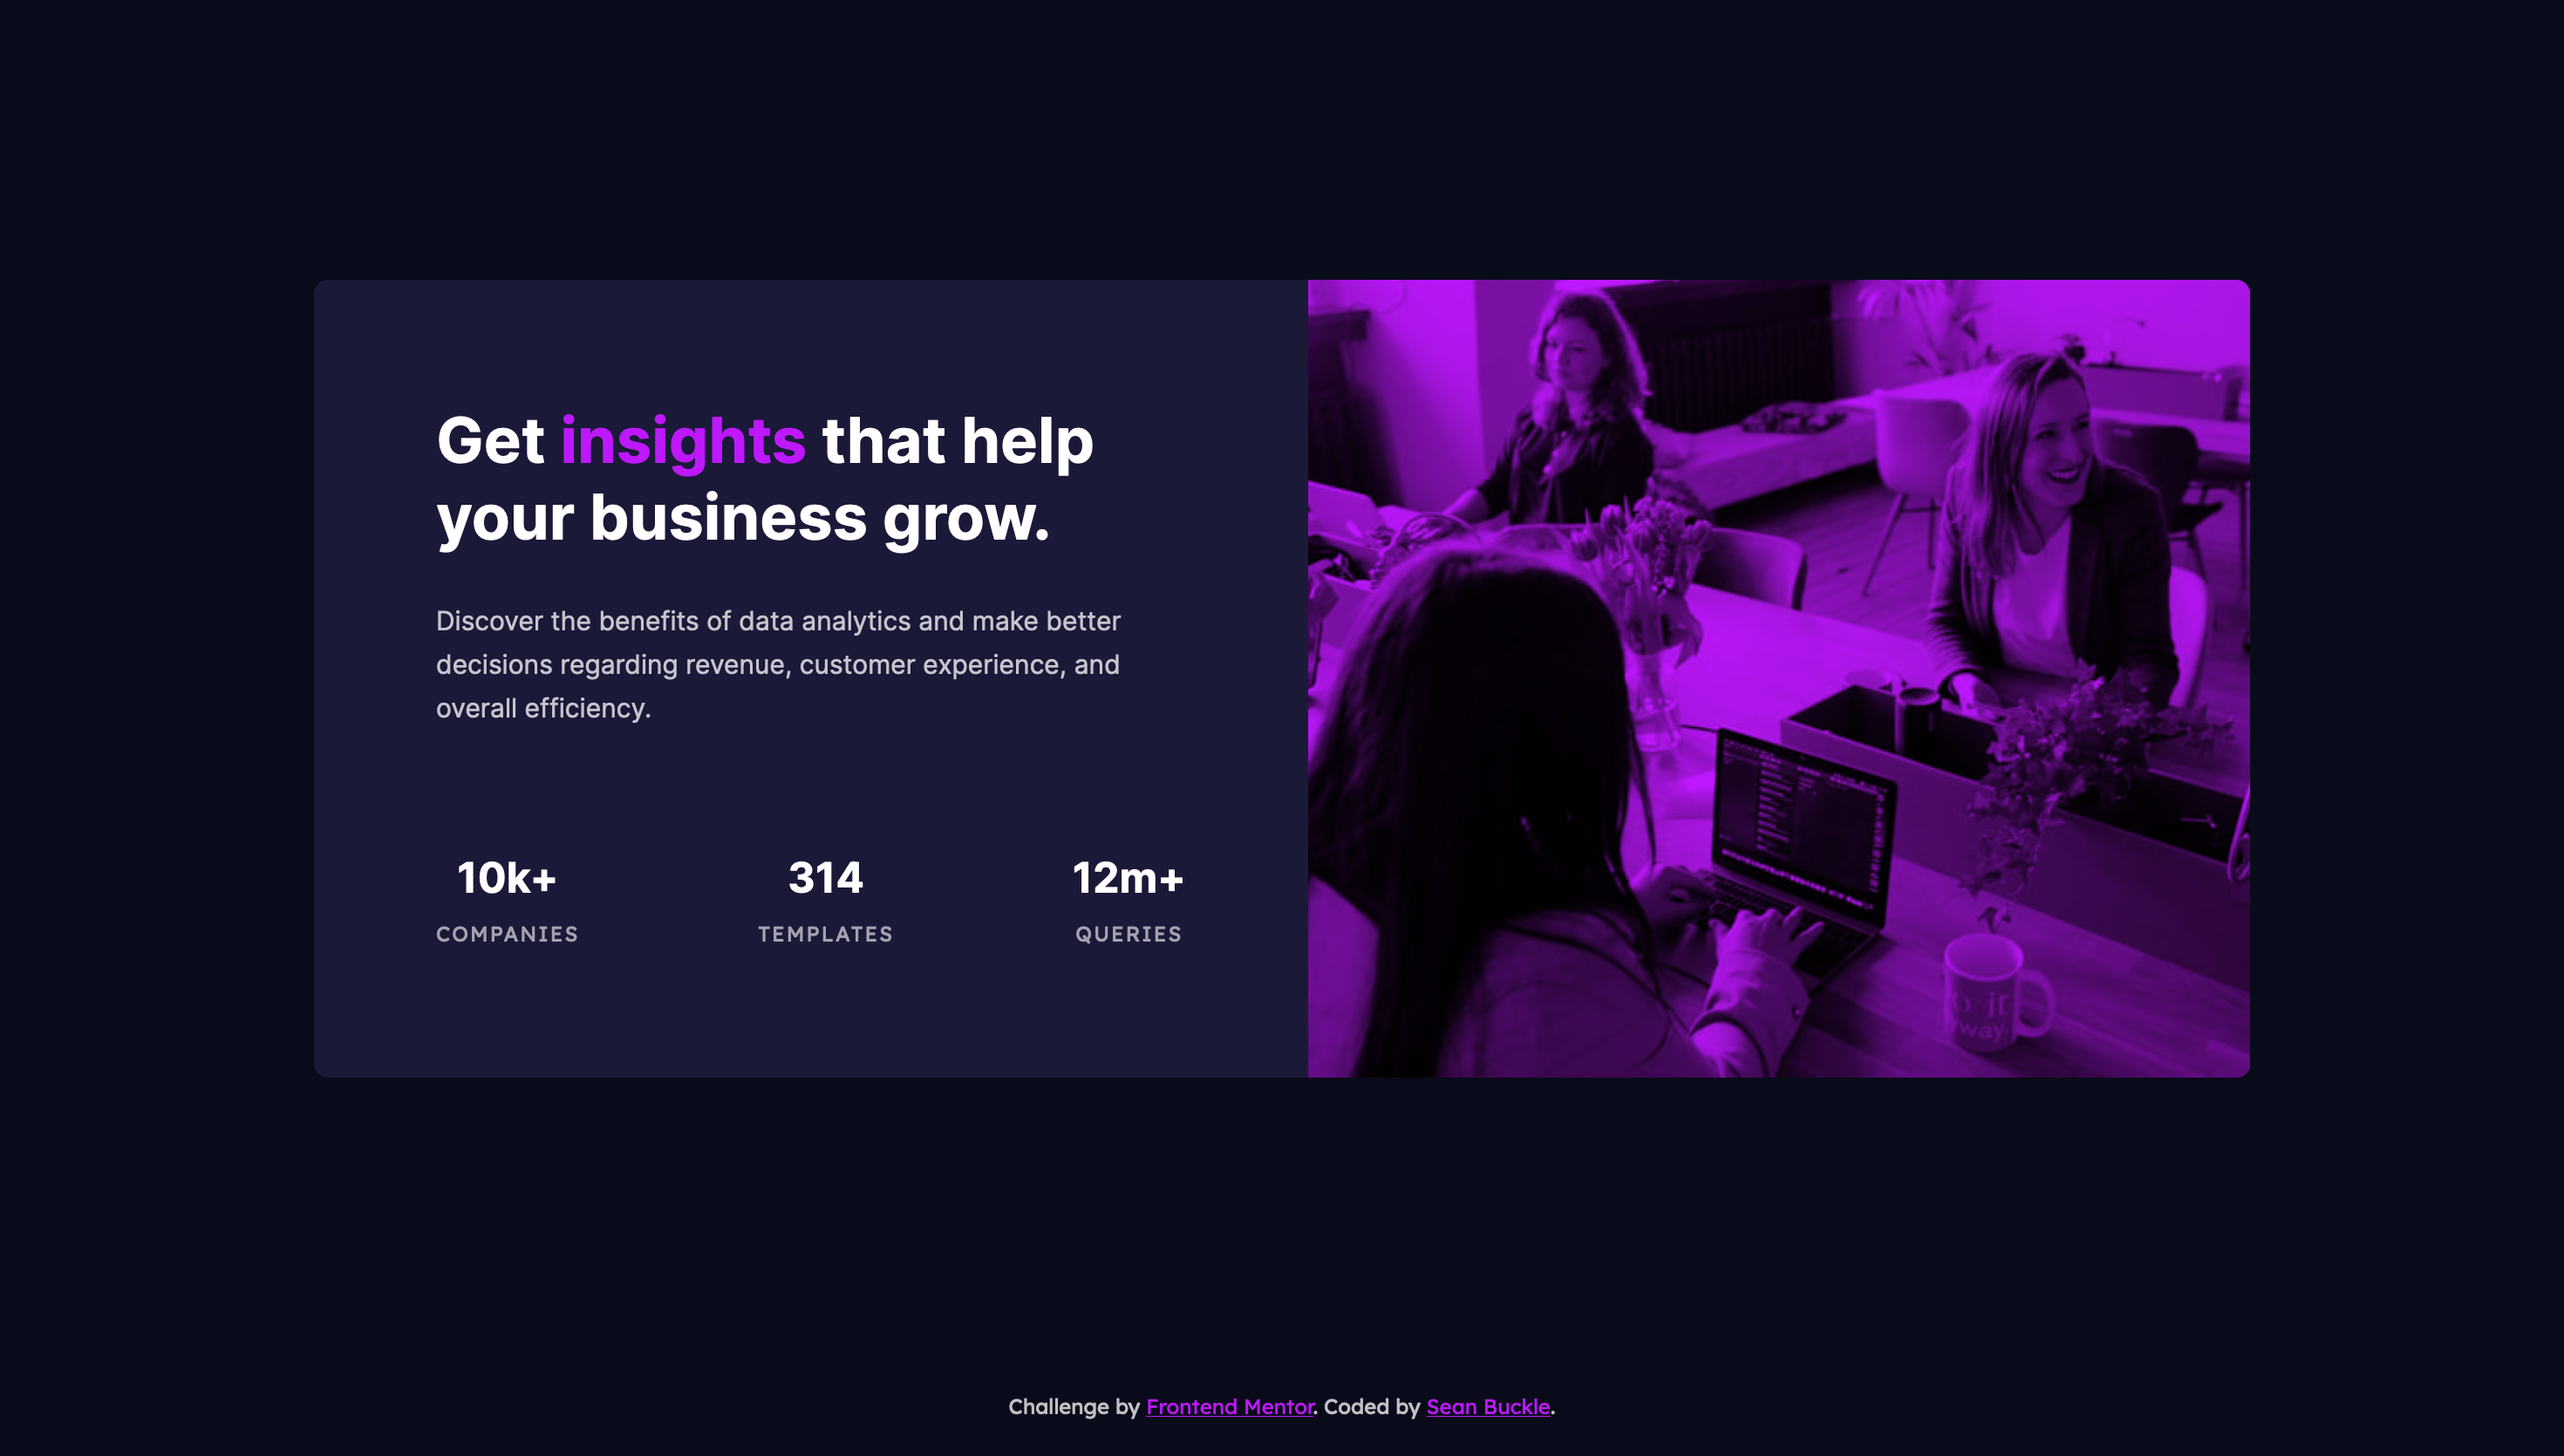 Get insights that help
your business grow.
Discover the benefits of data analytics and make better
decisions regarding revenue, customer experience, and
overall efficiency.
10k+ 314 12m+
COMPANIES TEMPLATES QUERIES
Challenge by Frontend Mentor. Coded by Sean Buckle.